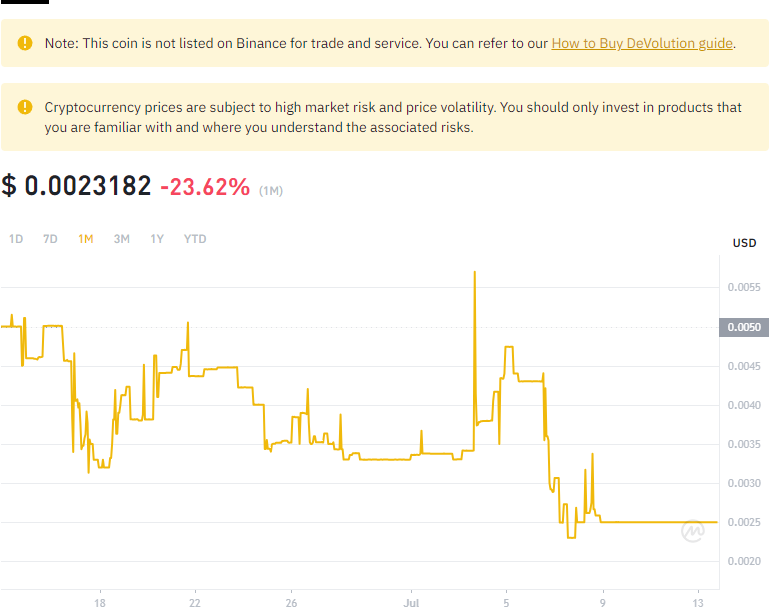 Note: This coin is not listed on Binance for trade and service. You can refer to our How to Buy DeVolution guide.
Cryptocurrency prices are subject to high market risk and price volatility. You should only invest in products that
you are familiar with and where you understand the associated risks.
$ 0.0023182 -23.62% (1M)
1D 7D 1M 3M 1Y YTD
USD
0.0055
0.0050
0.0045
0.0040
0.0035
0.0030
0.0025
0.0020
18 22 26 Jul 5 9 13